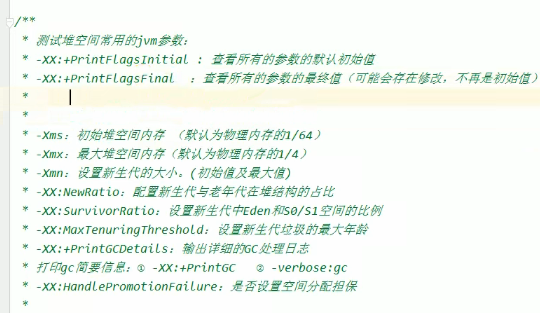 /**
* 测试堆空间常用的jvm参数：
* -XX:+PrintFlagsInitial : 查看所有的参数的默认初始值
* -XX:+PrintFlagsFinal  ：查看所有的参数的最终值（可能会存在修改，不再是初始值）
*
*
* -Xms：初始堆空间内存 （默认为物理内存的1/64）
* -Xmx：最大堆空间内存（默认为物理内存的1/4）
* -Xmn：设置新生代的大小。(初始值及最大值)
* -XX:NewRatio：配置新生代与老年代在堆结构的占比
* -XX:SurvivorRatio：设置新生代中Eden和S0/S1空间的比例
* -XX:MaxTenuringThreshold：设置新生代垃圾的最大年龄
* -XX:+PrintGCDetails：输出详细的GC处理日志
* 打印gc简要信息：① -XX:+PrintGC   ② -verbose:gc
* -XX:HandlePromotionFailure：是否设置空间分配担保
*